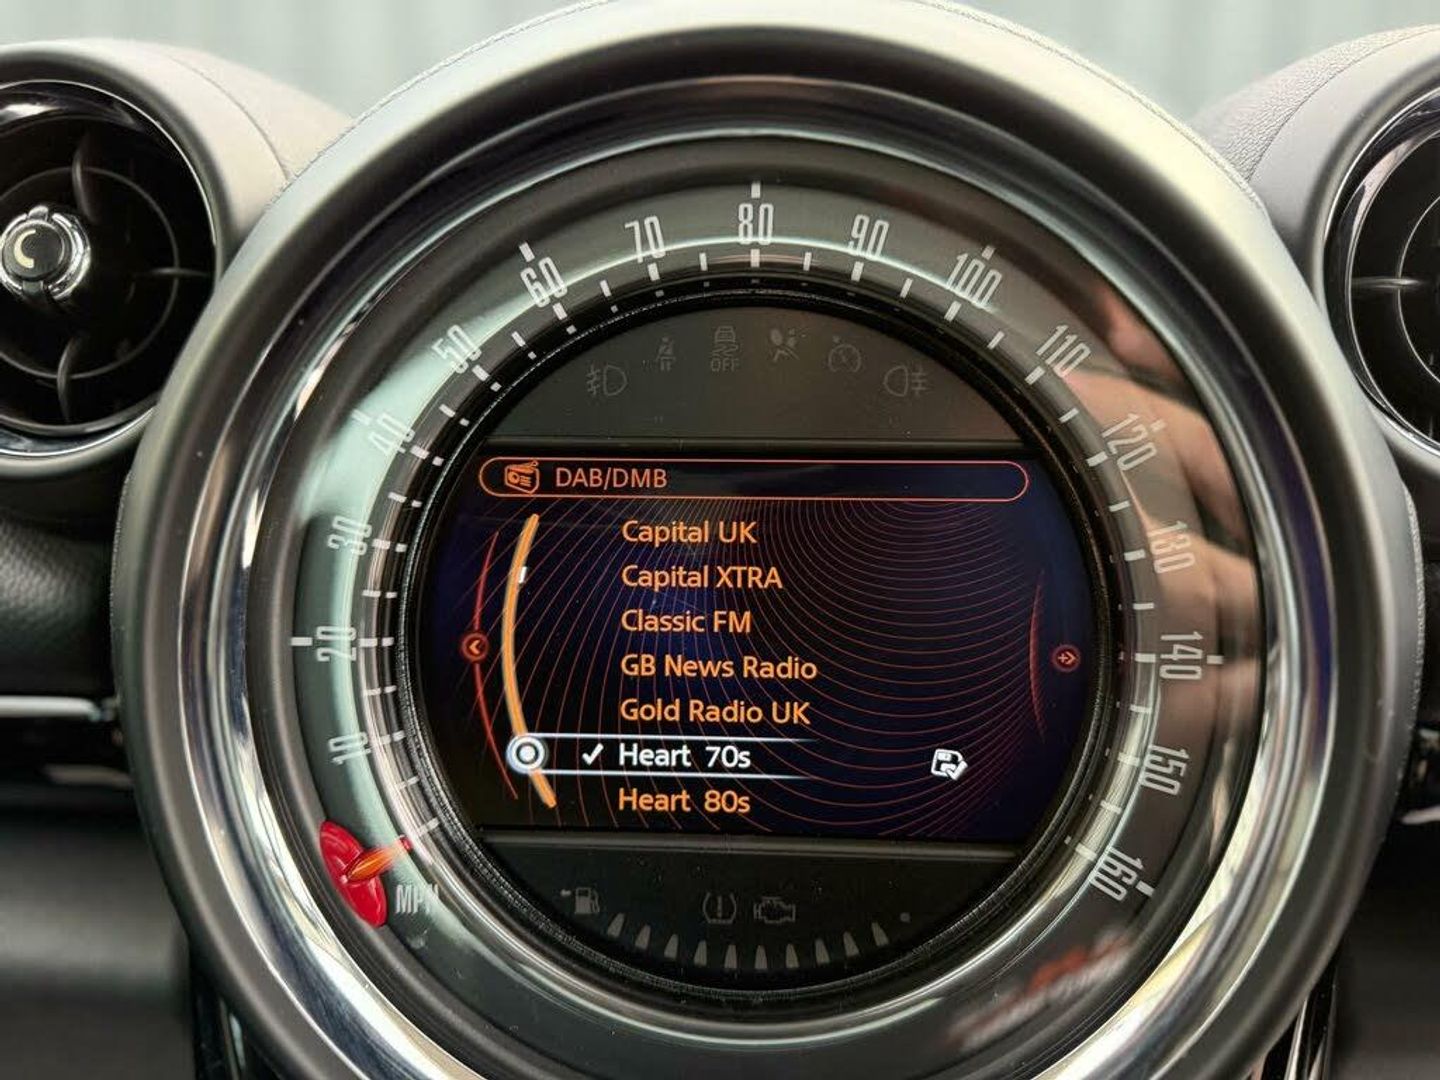 80
70
90
60
100
50
110
40
120
30
130
20
140
10
150
160
MPH
OFF
DAB/DMB
Capital UK
Capital XTRA
Classic FM
GB News Radio
Gold Radio UK
Heart 70s
Heart 80s